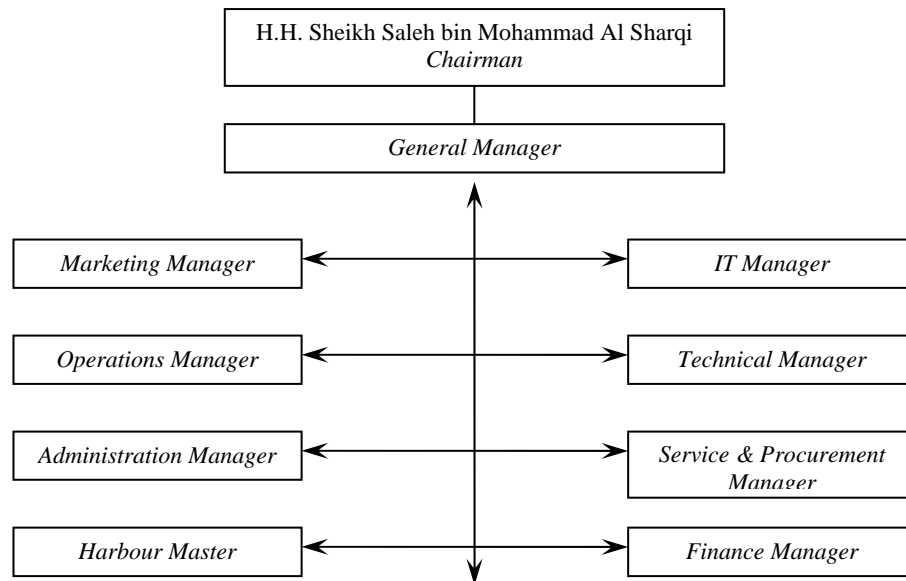 H.H. Sheikh Saleh bin Mohammad Al Sharqi
Chairman
General Manager
Marketing Manager
IT Manager
Operations Manager
Technical Manager
Administration Manager
Service & Procurement
Manager
Harbour Master
Finance Manager